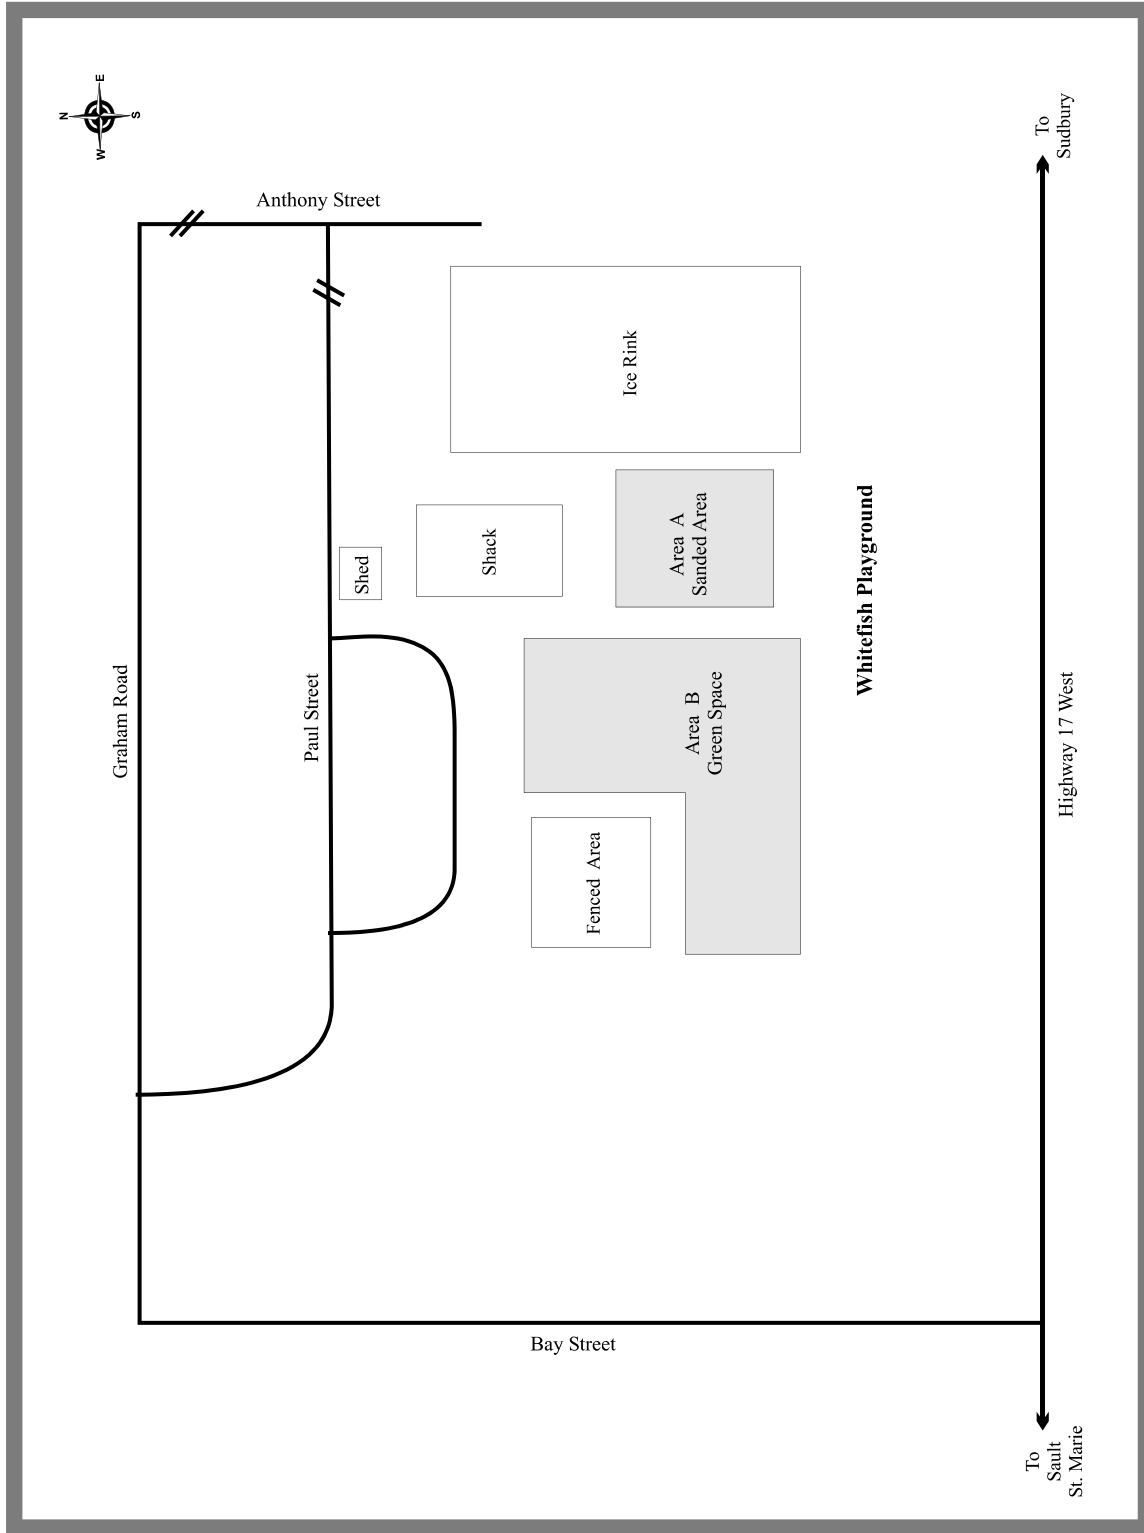 E
N
S
W
To
Sudbury
Anthony Street
Ice Rink
Area A
Sanded Area
Shack
Shed
Whitefish Playground
Graham Road
Paul Street
Area B
Green Space
Highway 17 West
Fenced Area
Bay Street
To
Sault
St. Marie